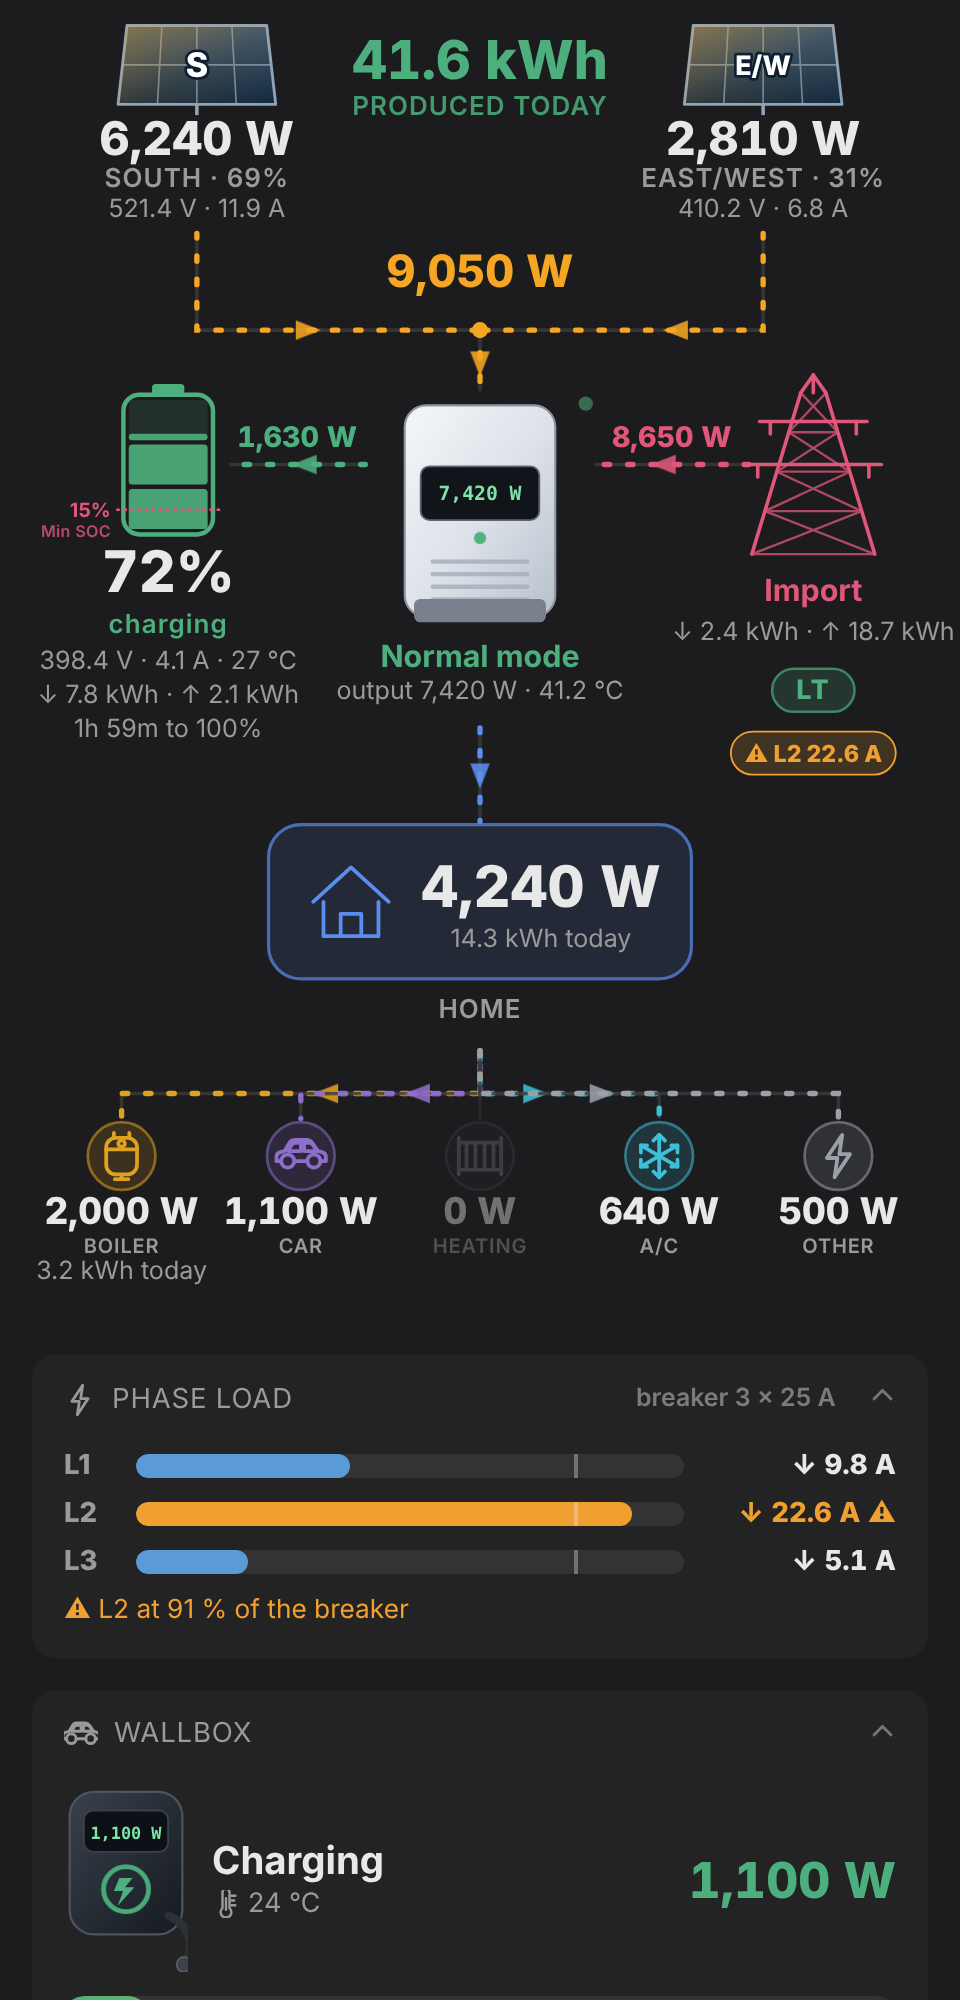 S
41.6 kWh
PRODUCED TODAY
E/W
6,240 W
SOUTH · 69%
521.4 V · 11.9 A
2,810 W
EAST/WEST · 31%
410.2 V · 6.8 A
9,050 W
1,630 W
8,650 W
7,420 W
15%
Min SOC
72%
charging
398.4 V · 4.1 A · 27 °C
↓ 7.8 kWh · ↑ 2.1 kWh
1h 59m to 100%
Normal mode
output 7,420 W · 41.2 °C
Import
↓ 2.4 kWh · ↑ 18.7 kWh
LT
⚠ L2 22.6 A
4,240 W
14.3 kWh today
HOME
2,000 W
BOILER
3.2 kWh today
1,100 W
CAR
0 W
HEATING
640 W
A/C
500 W
OTHER
PHASE LOAD
breaker 3 × 25 A
L1
↓ 9.8 A
L2
↓ 22.6 A ⚠
L3
↓ 5.1 A
⚠ L2 at 91 % of the breaker
WALLBOX
1,100 W
Charging
24 °C
1,100 W